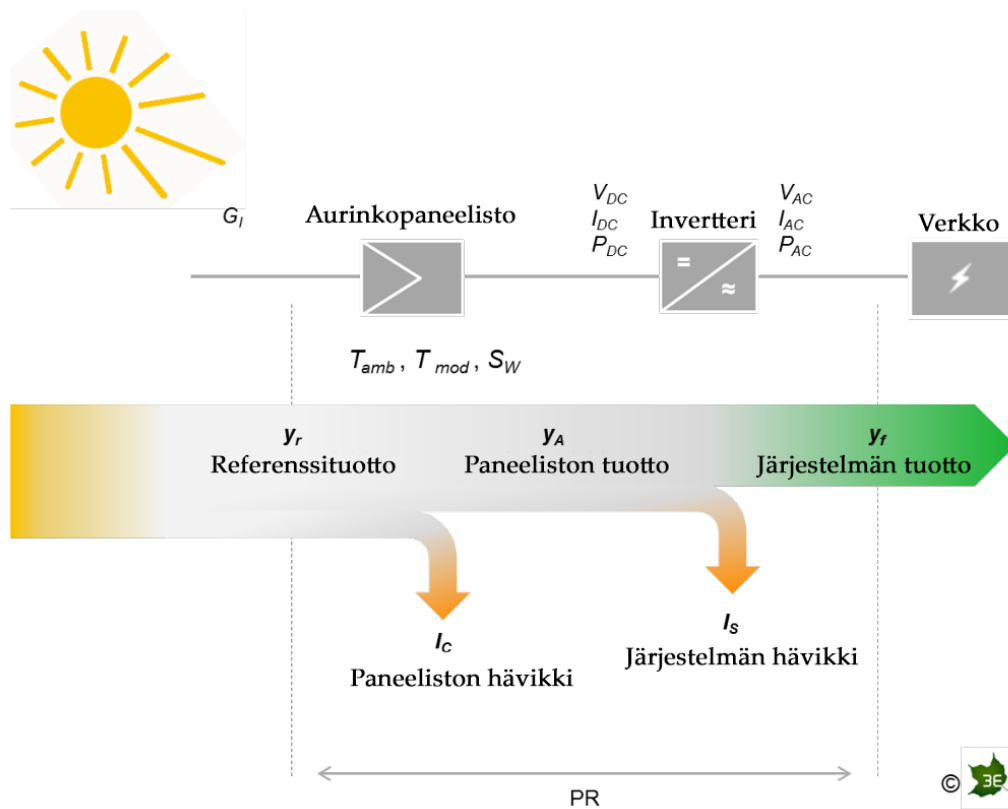 G_I
Aurinkopaneelisto
V_DC
I_DC
P_DC
Invertteri
V_AC
I_AC
P_AC
Verkko
=
≈
T_amb , T_mod , S_W
y_r
Referenssituotto
y_A
Paneeliston tuotto
y_f
Järjestelmän tuotto
l_C
Paneeliston hävikki
l_S
Järjestelmän hävikki
PR
© 3E